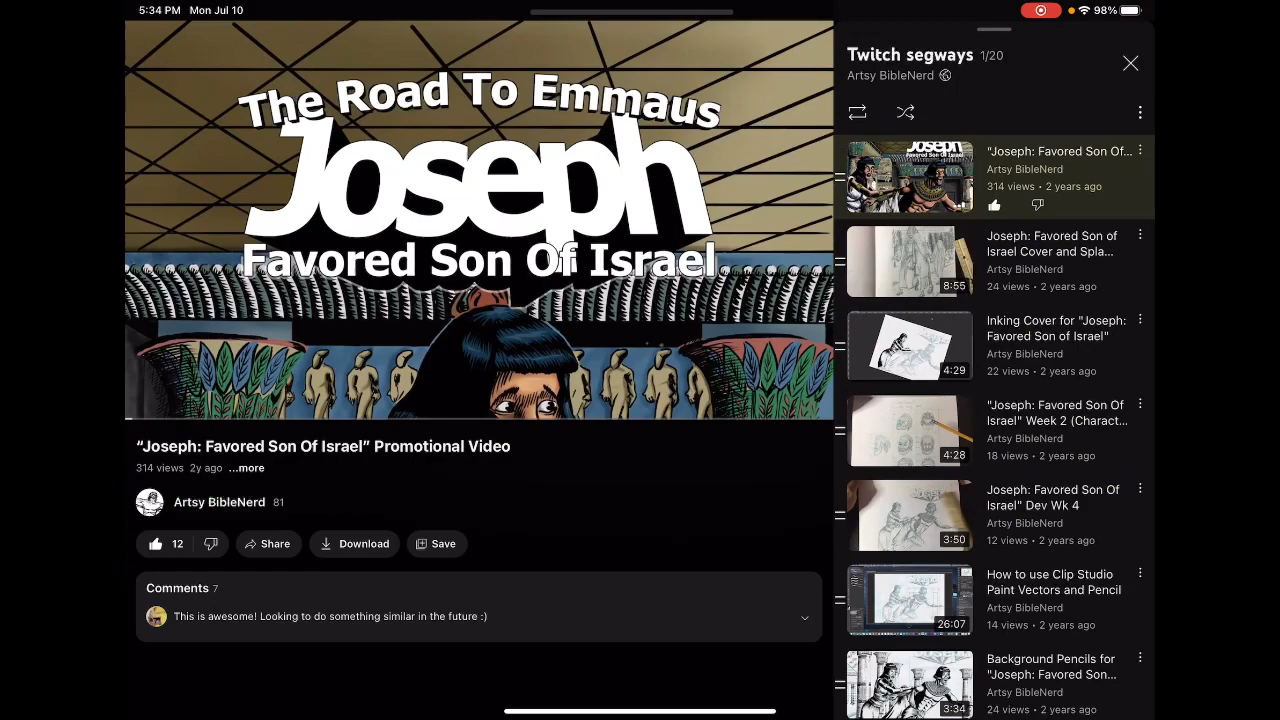 5:34 PM Mon Jul 10
98%
The Road To Emmaus
Joseph
Favored Son Of Israel
“Joseph: Favored Son Of Israel” Promotional Video
314 views 2y ago ...more
Artsy BibleNerd 81
12 Share Download Save
Comments 7
This is awesome! Looking to do something similar in the future :)
Twitch segways 1/20
Artsy BibleNerd
Joseph
Favored Son Of Israel
“Joseph: Favored Son Of...
Artsy BibleNerd
314 views • 2 years ago
8:55
Joseph: Favored Son of
Israel Cover and Spla...
Artsy BibleNerd
24 views • 2 years ago
4:29
Inking Cover for "Joseph:
Favored Son of Israel"
Artsy BibleNerd
22 views • 2 years ago
4:28
"Joseph: Favored Son Of
Israel" Week 2 (Charact...
Artsy BibleNerd
18 views • 2 years ago
3:50
Joseph: Favored Son Of
Israel" Dev Wk 4
Artsy BibleNerd
12 views • 2 years ago
26:07
How to use Clip Studio
Paint Vectors and Pencil
Artsy BibleNerd
14 views • 2 years ago
3:34
Background Pencils for
"Joseph: Favored Son...
Artsy BibleNerd
24 views • 2 years ago